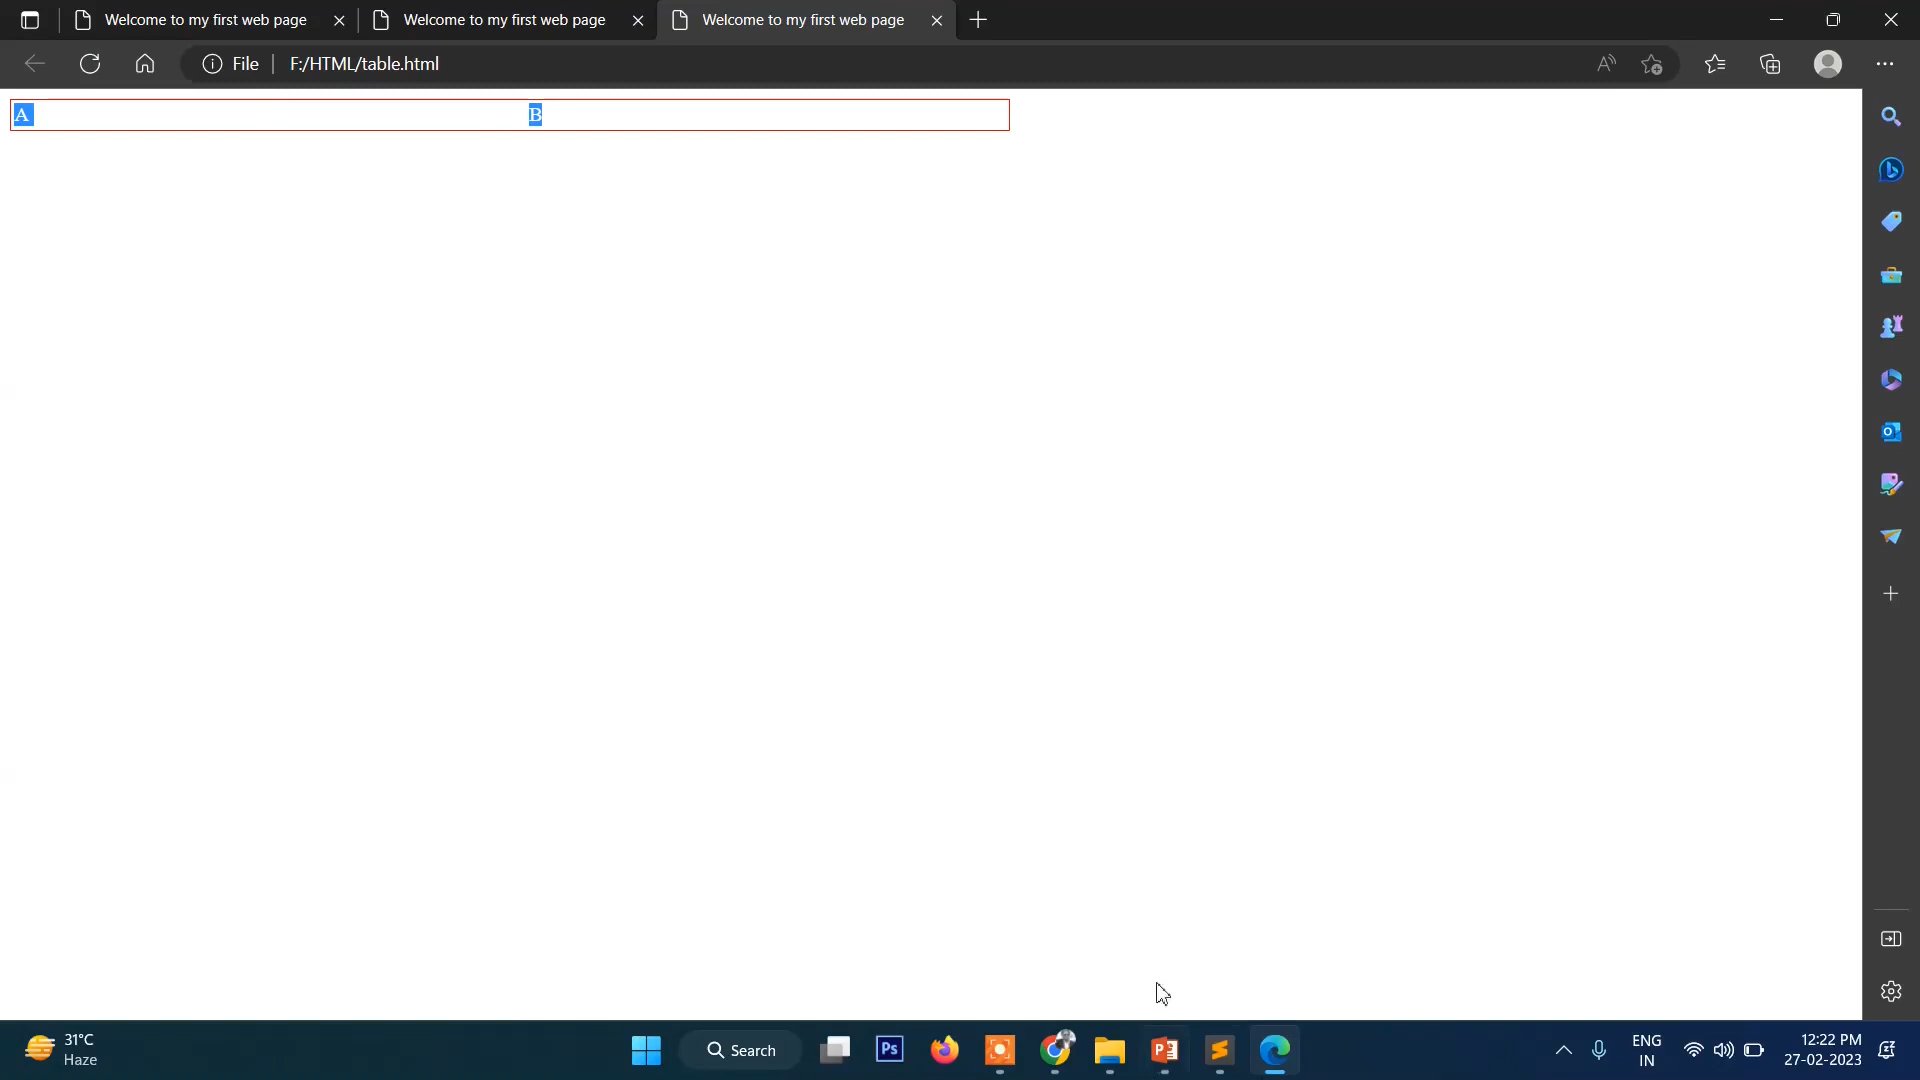 Welcome to my first web page
Welcome to my first web page
Welcome to my first web page
File
F:/HTML/table.html
A
B
31°C
Haze
Search
Ps
ENG
IN
12:22 PM
27-02-2023